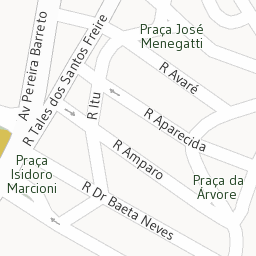 Praça José
Menegatti
Av Pereira Barreto
R Tales dos Santos Freire
R Avaré
R Itu
R Aparecida
R Amparo
Praça
Isidoro
Marcioni
Praça da
Árvore
R Dr Baeta Neves